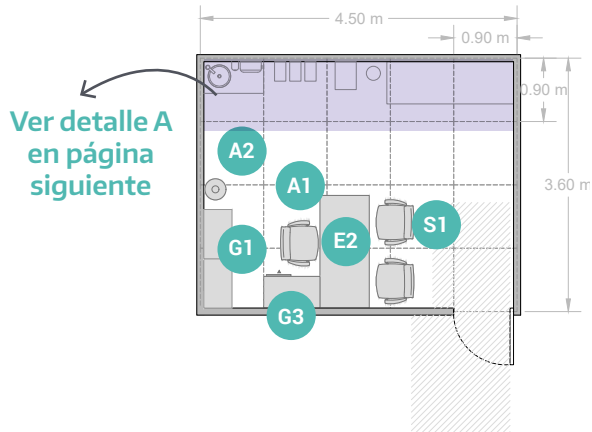 4.50 m
0.90 m
0.90 m
Ver detalle A
en página
siguiente
A2
A1
3.60 m
G1
E2
S1
G3